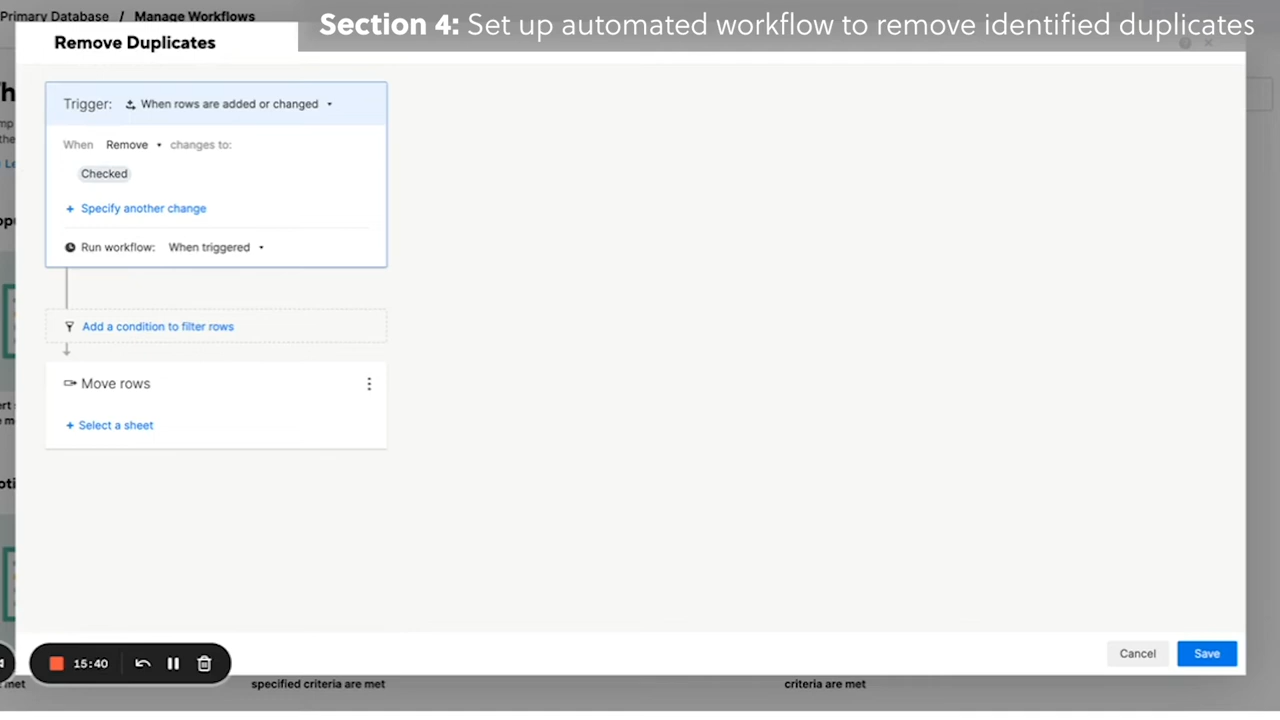 Primary Database / Manage Workflows
Section 4: Set up automated workflow to remove identified duplicates
Remove Duplicates
Trigger: When rows are added or changed
When Remove changes to:
Checked
+ Specify another change
Run workflow: When triggered
Add a condition to filter rows
Move rows
+ Select a sheet
15:40
Cancel
Save
met
specified criteria are met
criteria are met